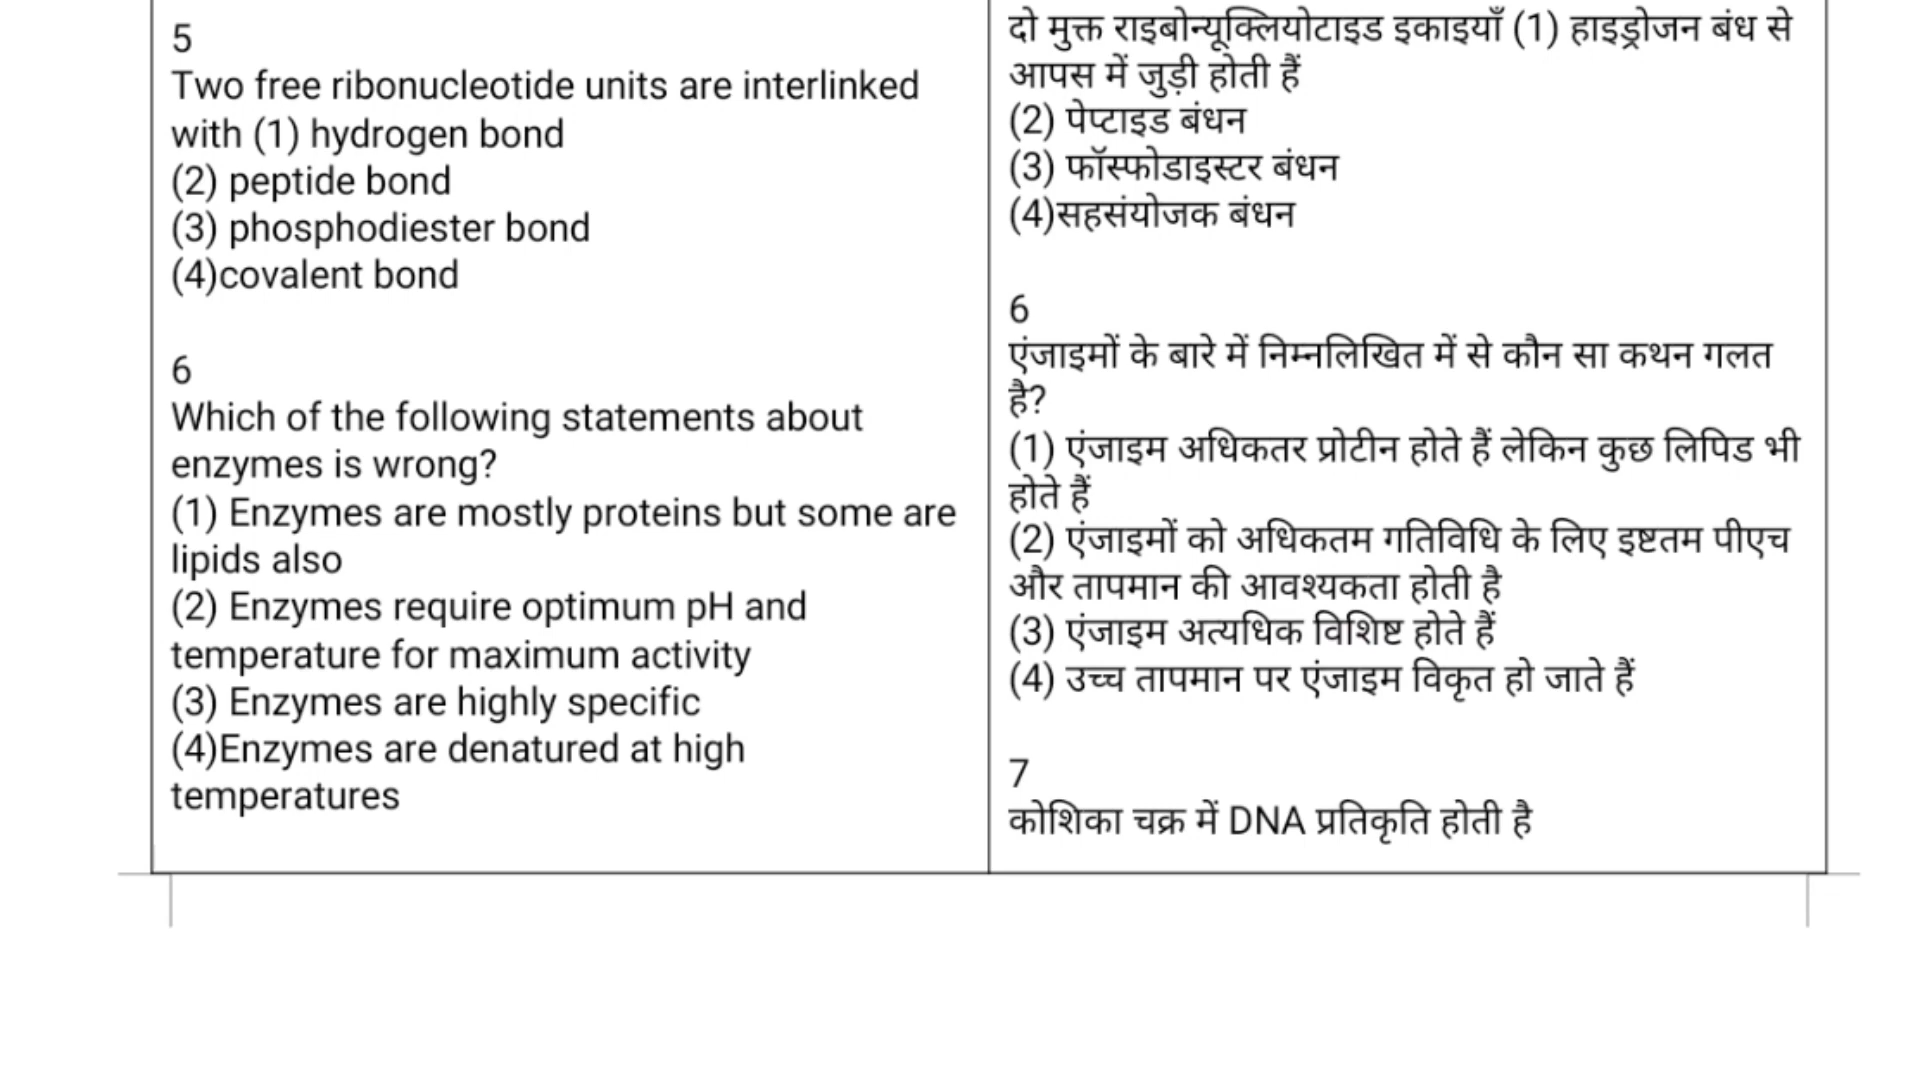 5
Two free ribonucleotide units are interlinked
with (1) hydrogen bond
(2) peptide bond
(3) phosphodiester bond
(4)covalent bond
6
Which of the following statements about
enzymes is wrong?
(1) Enzymes are mostly proteins but some are
lipids also
(2) Enzymes require optimum pH and
temperature for maximum activity
(3) Enzymes are highly specific
(4)Enzymes are denatured at high
temperatures
दो मुक्त राइबोन्यूक्लियोटाइड इकाइयाँ (1) हाइड्रोजन बंध से
आपस में जुड़ी होती हैं
(2) पेप्टाइड बंधन
(3) फॉस्फोडाइस्टर बंधन
(4)सहसंयोजक बंधन
6
एंजाइमों के बारे में निम्नलिखित में से कौन सा कथन गलत
है?
(1) एंजाइम अधिकतर प्रोटीन होते हैं लेकिन कुछ लिपिड भी
होते हैं
(2) एंजाइमों को अधिकतम गतिविधि के लिए इष्टतम पीएच
और तापमान की आवश्यकता होती है
(3) एंजाइम अत्यधिक विशिष्ट होते हैं
(4) उच्च तापमान पर एंजाइम विकृत हो जाते हैं
7
कोशिका चक्र में DNA प्रतिकृति होती है